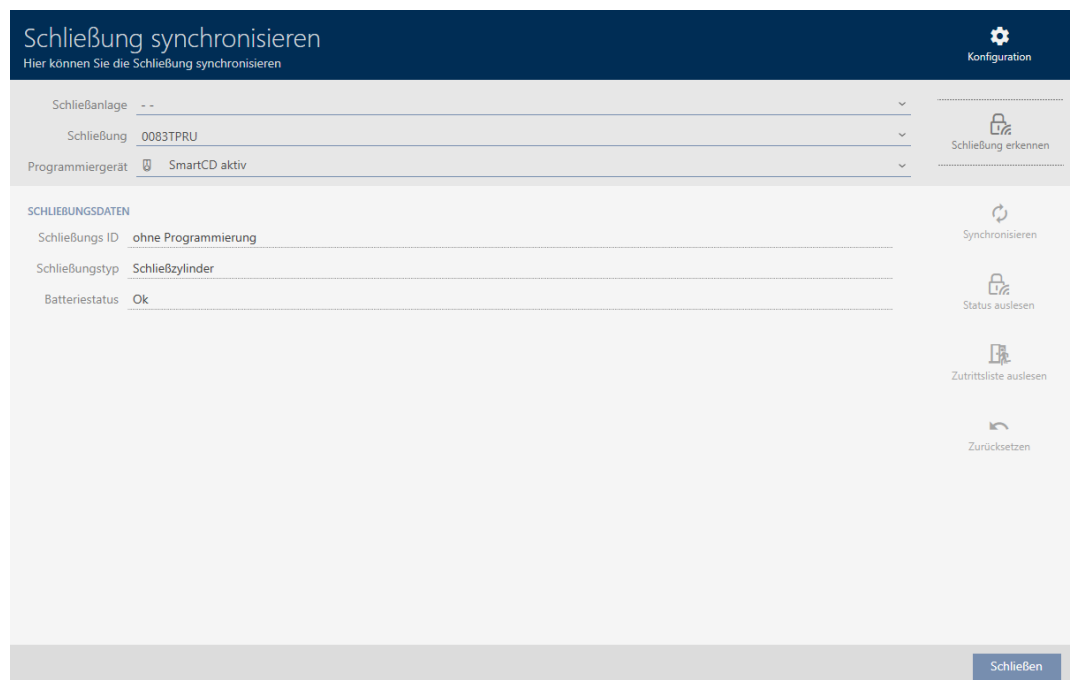 Schließung synchronisieren
Hier können Sie die Schließung synchronisieren
Konfiguration
Schließanlage - -
Schließung 0083TPRU
Programmiergerät SmartCD aktiv
Schließung erkennen
SCHLIEßUNGSDATEN
Schließungs ID ohne Programmierung
Schließungstyp Schließzylinder
Batteriestatus Ok
Synchronisieren
Status auslesen
Zutrittsliste auslesen
Zurücksetzen
Schließen